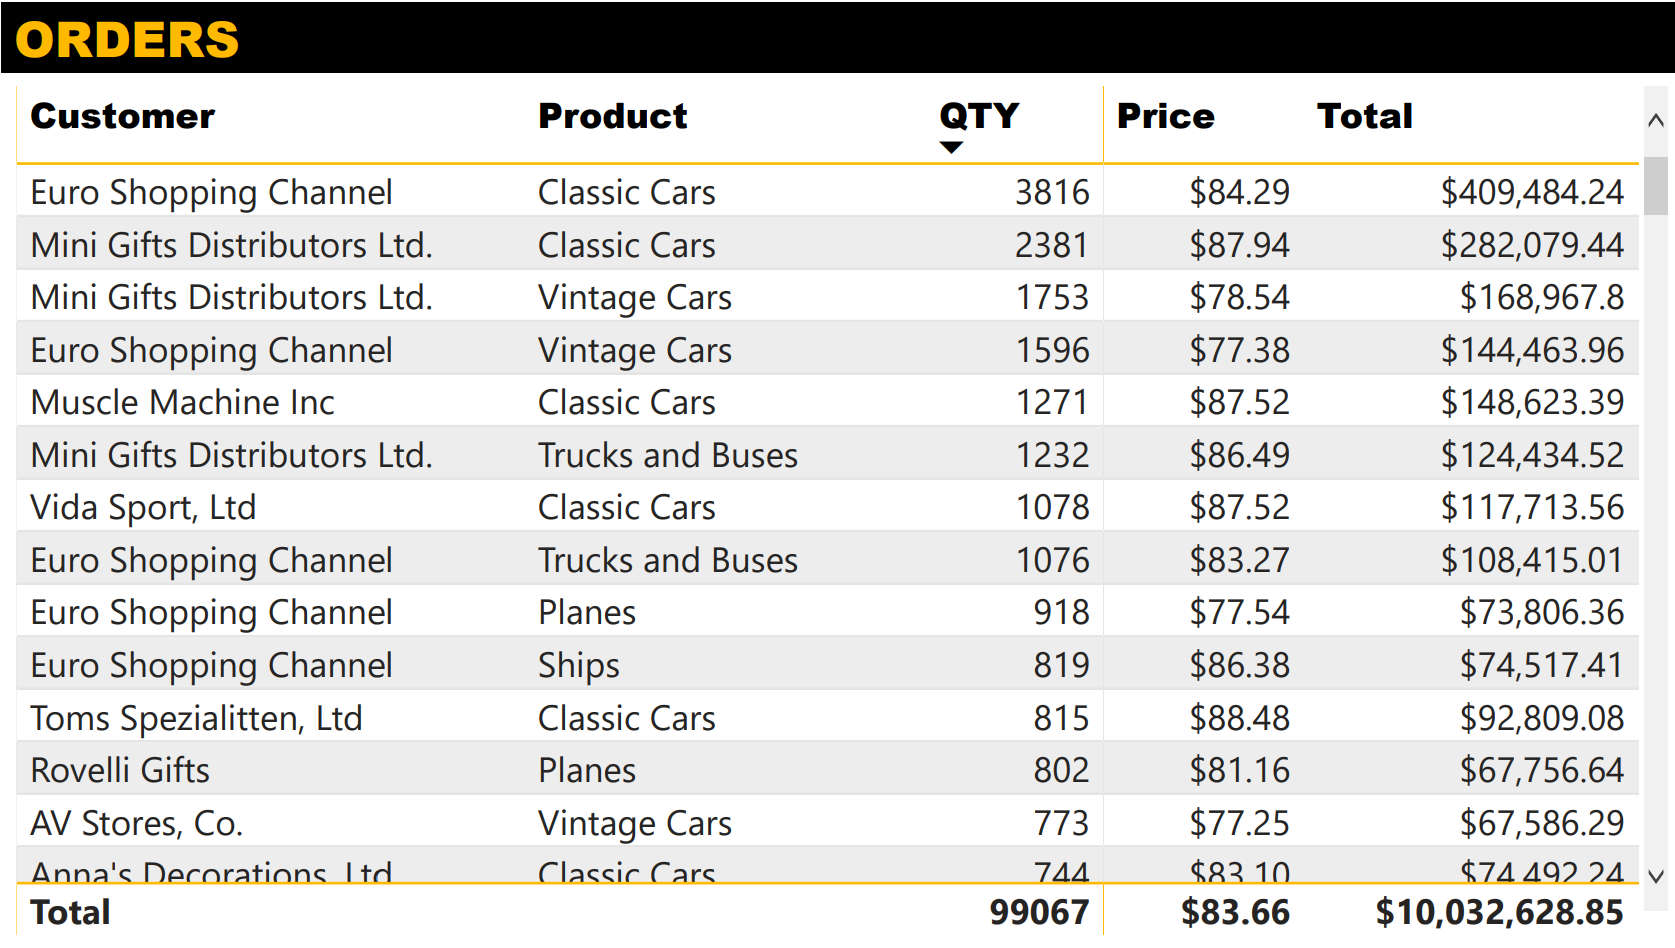 ORDERS
Customer Product QTY Price Total
Euro Shopping Channel Classic Cars 3816 $84.29 $409,484.24
Mini Gifts Distributors Ltd. Classic Cars 2381 $87.94 $282,079.44
Mini Gifts Distributors Ltd. Vintage Cars 1753 $78.54 $168,967.8
Euro Shopping Channel Vintage Cars 1596 $77.38 $144,463.96
Muscle Machine Inc Classic Cars 1271 $87.52 $148,623.39
Mini Gifts Distributors Ltd. Trucks and Buses 1232 $86.49 $124,434.52
Vida Sport, Ltd Classic Cars 1078 $87.52 $117,713.56
Euro Shopping Channel Trucks and Buses 1076 $83.27 $108,415.01
Euro Shopping Channel Planes 918 $77.54 $73,806.36
Euro Shopping Channel Ships 819 $86.38 $74,517.41
Toms Spezialitten, Ltd Classic Cars 815 $88.48 $92,809.08
Rovelli Gifts Planes 802 $81.16 $67,756.64
AV Stores, Co. Vintage Cars 773 $77.25 $67,586.29
Anna's Decorations, Ltd Classic Cars 744 $83.10 $74,492.24
Total 99067 $83.66 $10,032,628.85